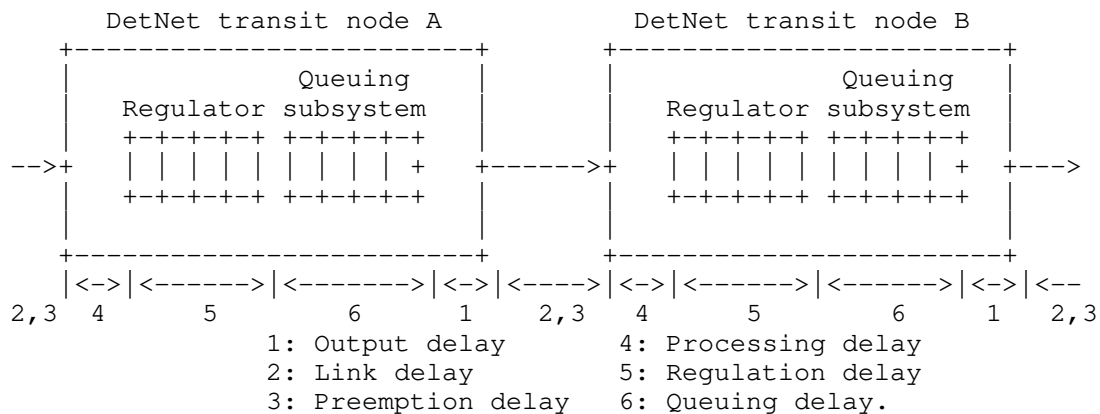 DetNet transit node A          DetNet transit node B
   +-------------------------+       +------------------------+
   |              Queuing    |       |              Queuing   |
   |   Regulator subsystem   |       |   Regulator subsystem  |
   |   +-+-+-+-+ +-+-+-+-+   |       |   +-+-+-+-+ +-+-+-+-+  |
-->+   | | | | | | | | | +   +------>+   | | | | | | | | | +  +--->
   |   +-+-+-+-+ +-+-+-+-+   |       |   +-+-+-+-+ +-+-+-+-+  |
   |                         |       |                        |
   +-------------------------+       +------------------------+
   |<->|<------>|<------->|<->|<---->|<->|<------>|<------>|<->|<--
2,3  4      5        6      1    2,3   4      5        6     1   2,3
1: Output delay       4: Processing delay
2: Link delay         5: Regulation delay
3: Preemption delay   6: Queuing delay.